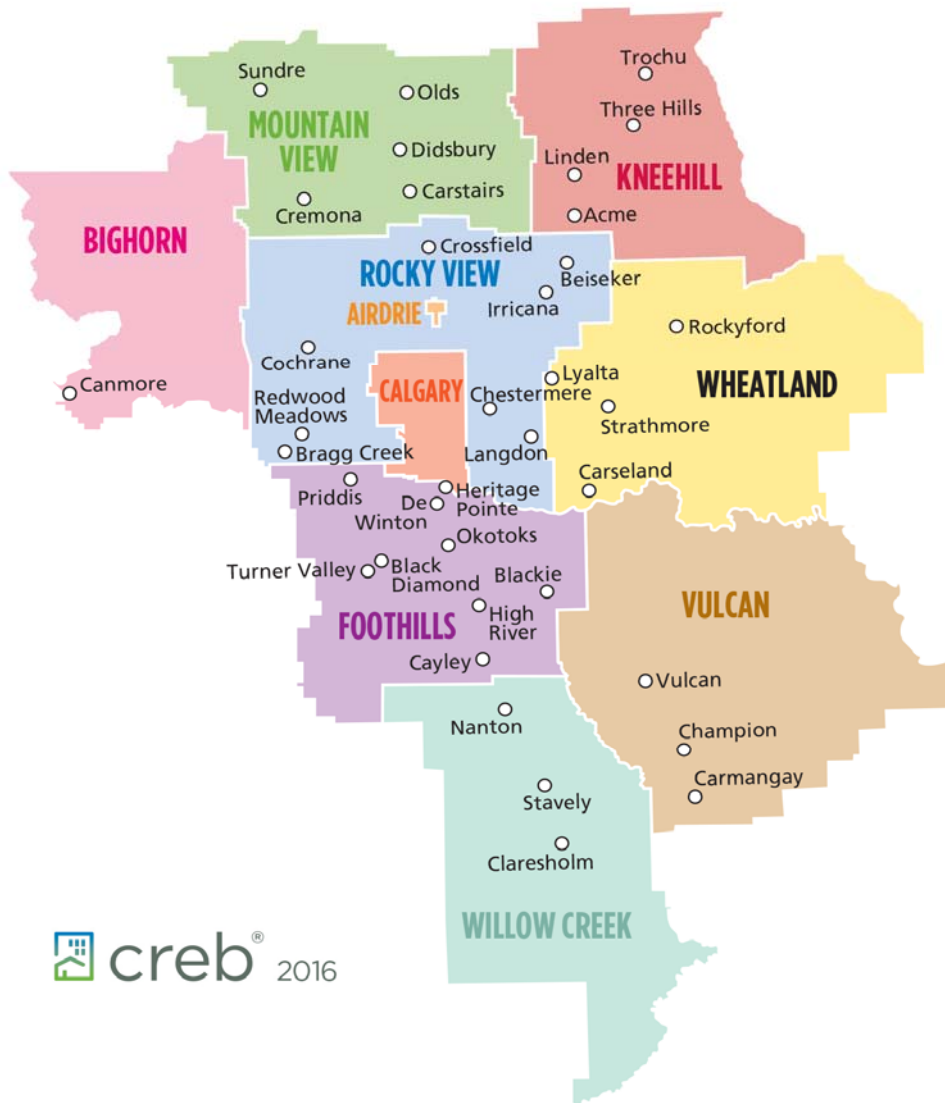 Sundre
Olds
Trochu
MOUNTAIN
VIEW
Three Hills
Didsbury
Linden
KNEEHILL
Carstairs
Cremona
Acme
BIGHORN
Crossfield
ROCKY VIEW
Beiseker
Irricana
AIRDRIE
Rockyford
Cochrane
Canmore
CALGARY
Lyalta
WHEATLAND
Redwood
Meadows
Chestermere
Strathmore
Bragg Creek
Langdon
Carseland
Priddis
De
Winton
Heritage
Pointe
Okotoks
Turner Valley
Black
Diamond
Blackie
VULCAN
FOOTHILLS
High
River
Cayley
Vulcan
Nanton
Champion
Carmangay
Stavely
Claresholm
WILLOW CREEK
creb® 2016